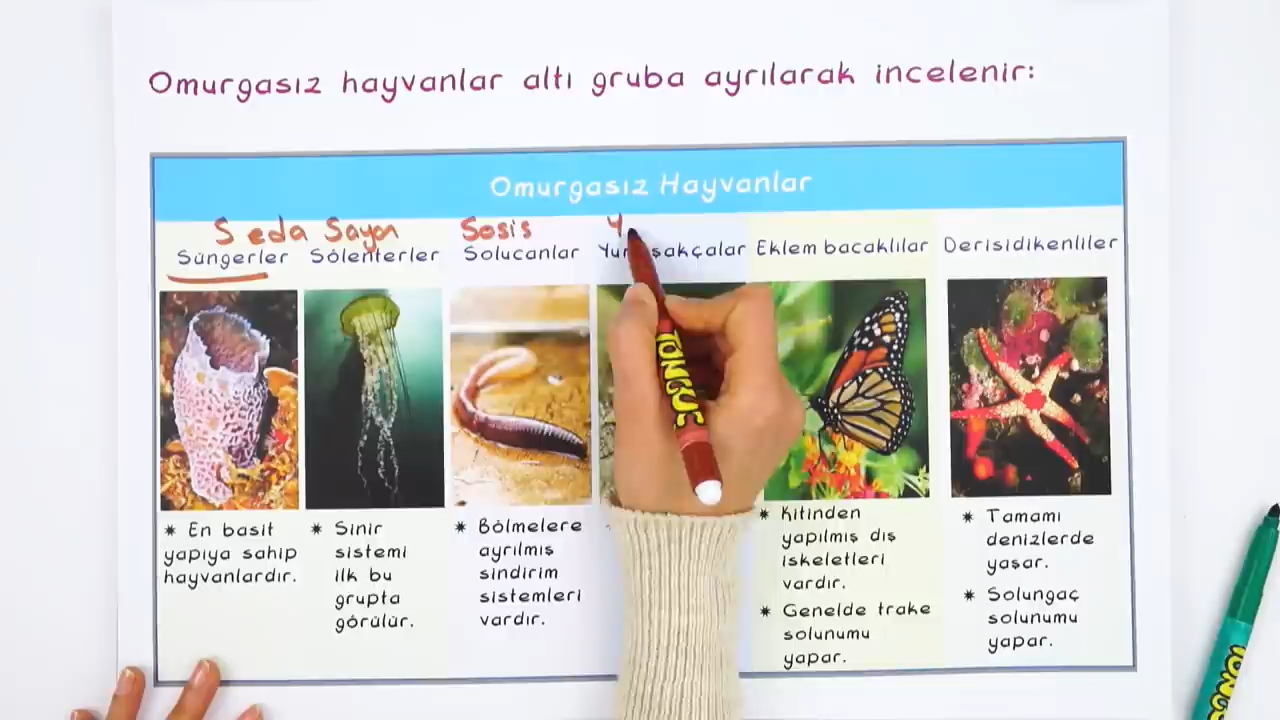 Omurgasız hayvanlar altı gruba ayrılarak incelenir:
Omurgasız Hayvanlar
Seda Sayan Sosis Y
Süngerler Sölenterler Solucanlar Eklem bacaklılar Derisidikenliler
* En basit
yapıya sahip
hayvanlardır.
* Sinir
sistemi
ilk bu
grupta
görülür.
* Bölmelere
ayrılmış
sindirim
sistemleri
vardır.
* Kitinden
yapılmış dış
iskeletleri
vardır.
* Genelde trake
solunumu
yapar.
* Tamamı
denizlerde
yaşar.
* Solungaç
solunumu
yapar.
TONGUÇ